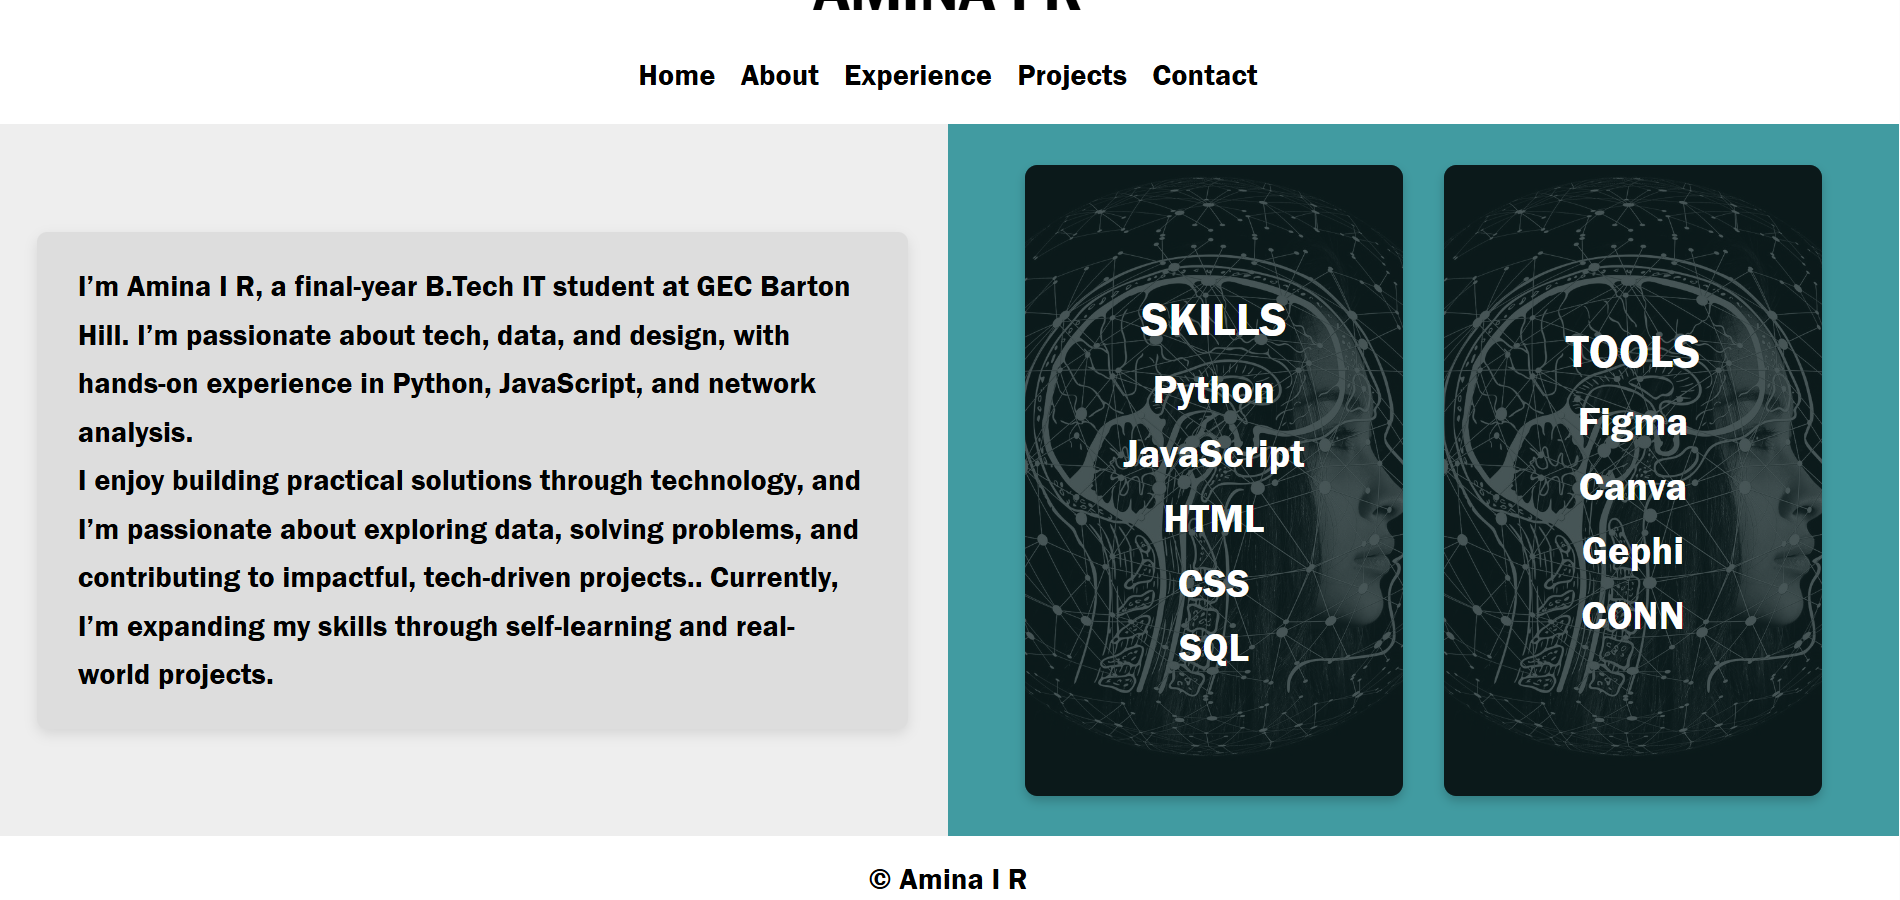 AMINA I R
Home About Experience Projects Contact
I’m Amina I R, a final-year B.Tech IT student at GEC Barton
Hill. I’m passionate about tech, data, and design, with
hands-on experience in Python, JavaScript, and network
analysis.
I enjoy building practical solutions through technology, and
I’m passionate about exploring data, solving problems, and
contributing to impactful, tech-driven projects.. Currently,
I’m expanding my skills through self-learning and real-
world projects.
SKILLS
Python
JavaScript
HTML
CSS
SQL
TOOLS
Figma
Canva
Gephi
CONN
© Amina I R